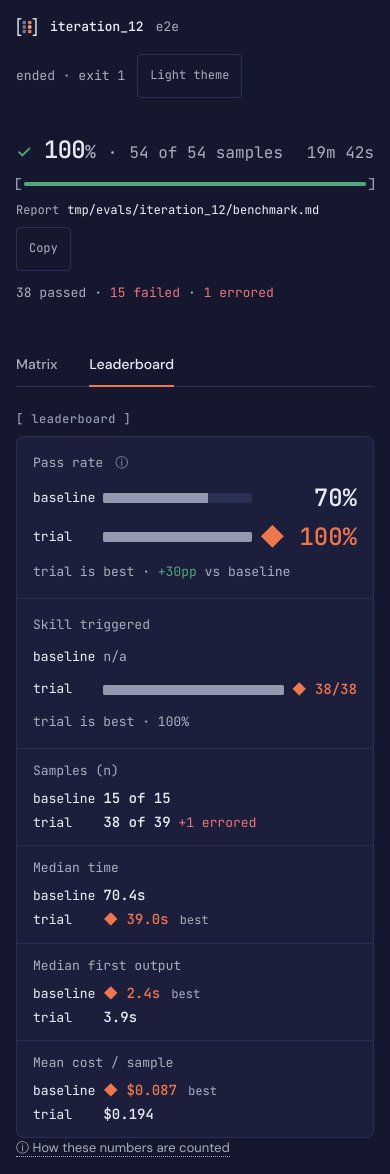 iteration_12 e2e
ended · exit 1 Light theme
100% · 54 of 54 samples 19m 42s
Report tmp/evals/iteration_12/benchmark.md
Copy
38 passed · 15 failed · 1 errored
Matrix Leaderboard
[ leaderboard ]
Pass rate ⓘ
baseline 70%
trial 100%
trial is best · +30pp vs baseline
Skill triggered
baseline n/a
trial 38/38
trial is best · 100%
Samples (n)
baseline 15 of 15
trial 38 of 39 +1 errored
Median time
baseline 70.4s
trial 39.0s best
Median first output
baseline 2.4s best
trial 3.9s
Mean cost / sample
baseline $0.087 best
trial $0.194
ⓘ How these numbers are counted